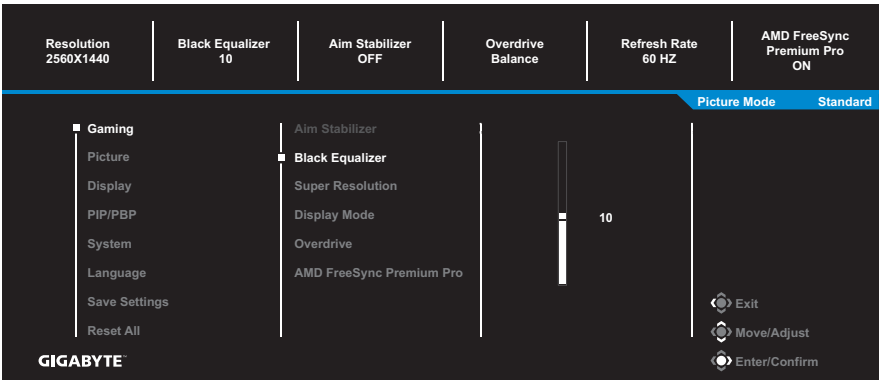 Resolution
2560X1440
Black Equalizer
10
Aim Stabilizer
OFF
Overdrive
Balance
Refresh Rate
60 HZ
AMD FreeSync
Premium Pro
ON
Picture Mode Standard
Gaming
Picture
Display
PIP/PBP
System
Language
Save Settings
Reset All
Aim Stabilizer
Black Equalizer
Super Resolution
Display Mode
Overdrive
AMD FreeSync Premium Pro
10
Exit
Move/Adjust
Enter/Confirm
GIGABYTE™